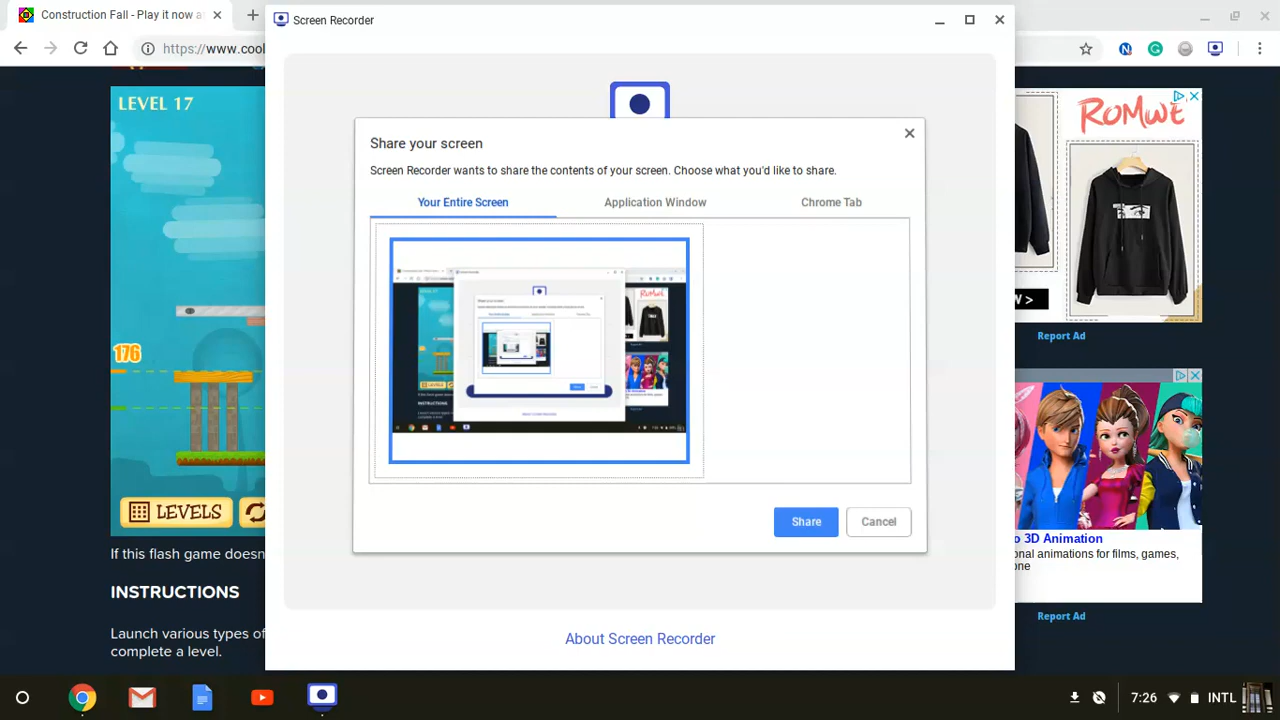 Construction Fall - Play it now a
Screen Recorder
https://www.cool
LEVEL 17
ROMWE
Share your screen
Screen Recorder wants to share the contents of your screen. Choose what you'd like to share.
Your Entire Screen
Application Window
Chrome Tab
>
Report Ad
176
LEVELS
Share
Cancel
o 3D Animation
onal animations for films, games,
one
If this flash game doesn
INSTRUCTIONS
Launch various types of
complete a level.
Report Ad
About Screen Recorder
7:26
INTL